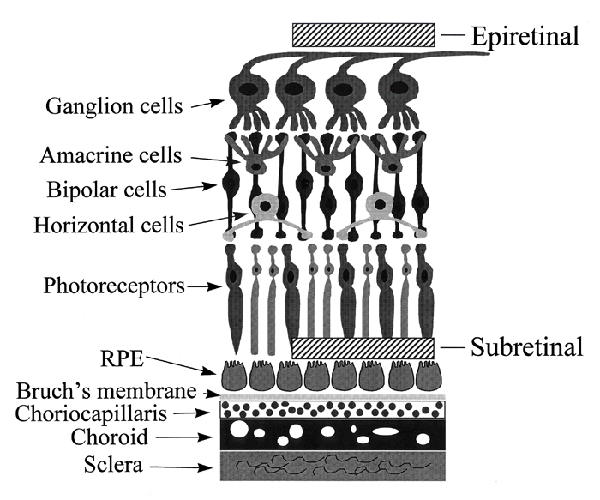 Epiretinal
Ganglion cells
Amacrine cells
Bipolar cells
Horizontal cells
Photoreceptors
Subretinal
RPE
Bruch's membrane
Choriocapillaris
Choroid
Sclera